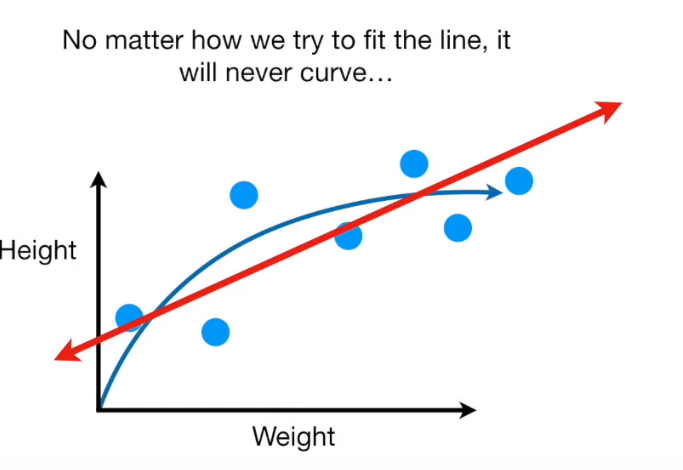 No matter how we try to fit the line, it
will never curve…
Height
Weight